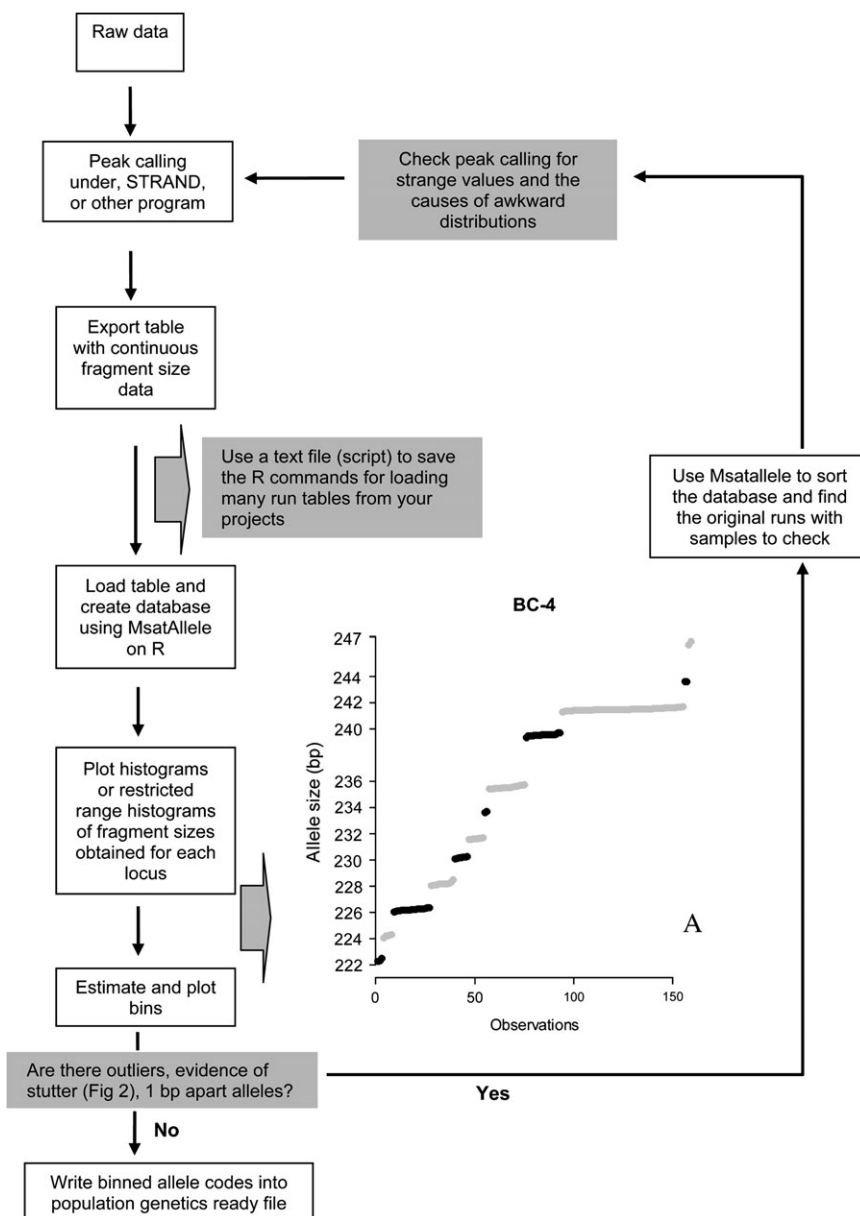 Raw data
Peak calling
under, STRAND,
or other program
Check peak calling for
strange values and the
causes of awkward
distributions
Export table
with continuous
fragment size
data
Use a text file (script) to save
the R commands for loading
many run tables from your
projects
Use Msatallele to sort
the database and find
the original runs with
samples to check
Load table and
create database
using MsatAllele
on R
Plot histograms
or restricted
range histograms
of fragment sizes
obtained for each
locus
Estimate and plot
bins
BC-4
Allele size (bp)
247
244
242
240
236
234
232
230
228
226
224
222
A
0
50
100
150
Observations
Are there outliers, evidence of
stutter (Fig 2), 1 bp apart alleles?
Yes
No
Write binned allele codes into
population genetics ready file